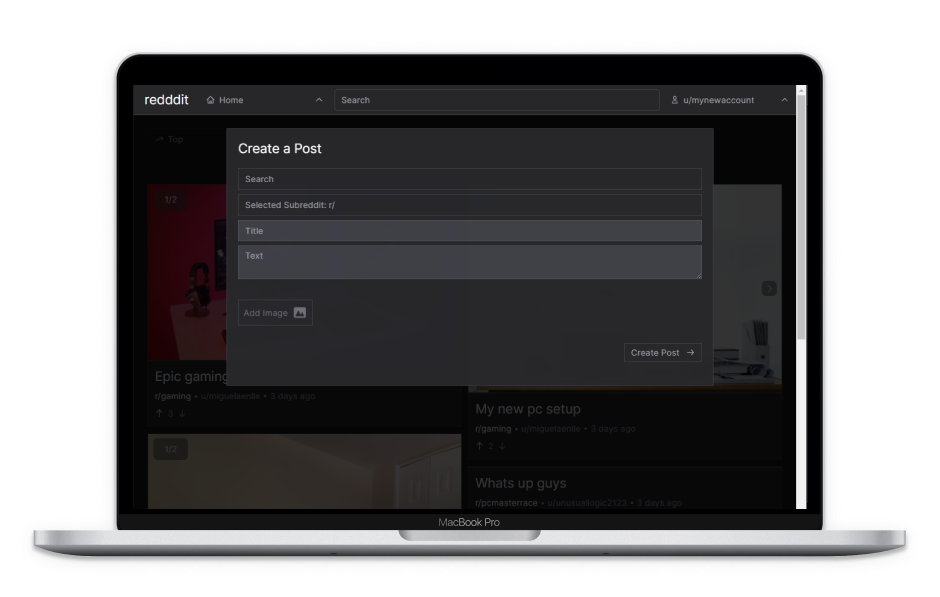 redddit
Home
Search
u/mynewaccount
Top
Create a Post
Search
Selected Subreddit: r/
Title
Text
Add Image
Create Post
1/7
Epic gaming
r/gaming • u/miguelaenlle • 3 days ago
3
My new pc setup
r/gaming • u/miguelaenlle • 3 days ago
2
1/2
Whats up guys
r/pcmasterrace • u/unusuallogic2123 • 3 days ago
MacBook Pro